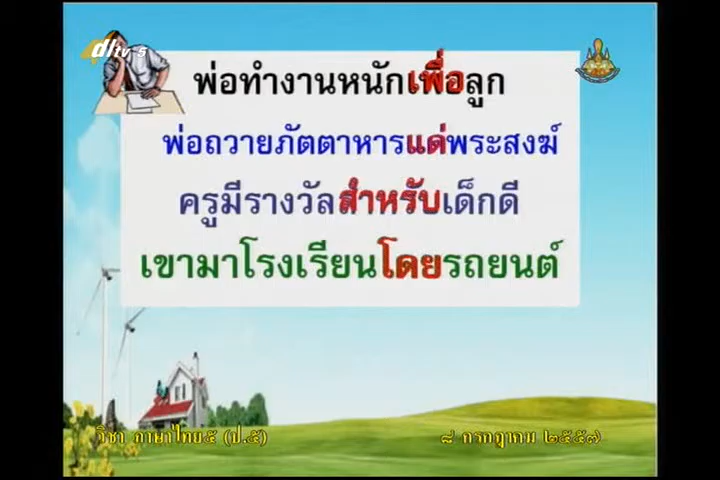 dltv 5
พ่อทำงานหนักเพื่อลูก
พ่อถวายภัตตาหารแด่พระสงฆ์
ครูมีรางวัลสำหรับเด็กดี
เขามาโรงเรียนโดยรถยนต์
วิชา ภาษาไทย๕ (ป.๕)
๘ กรกฎาคม ๒๕๕๗